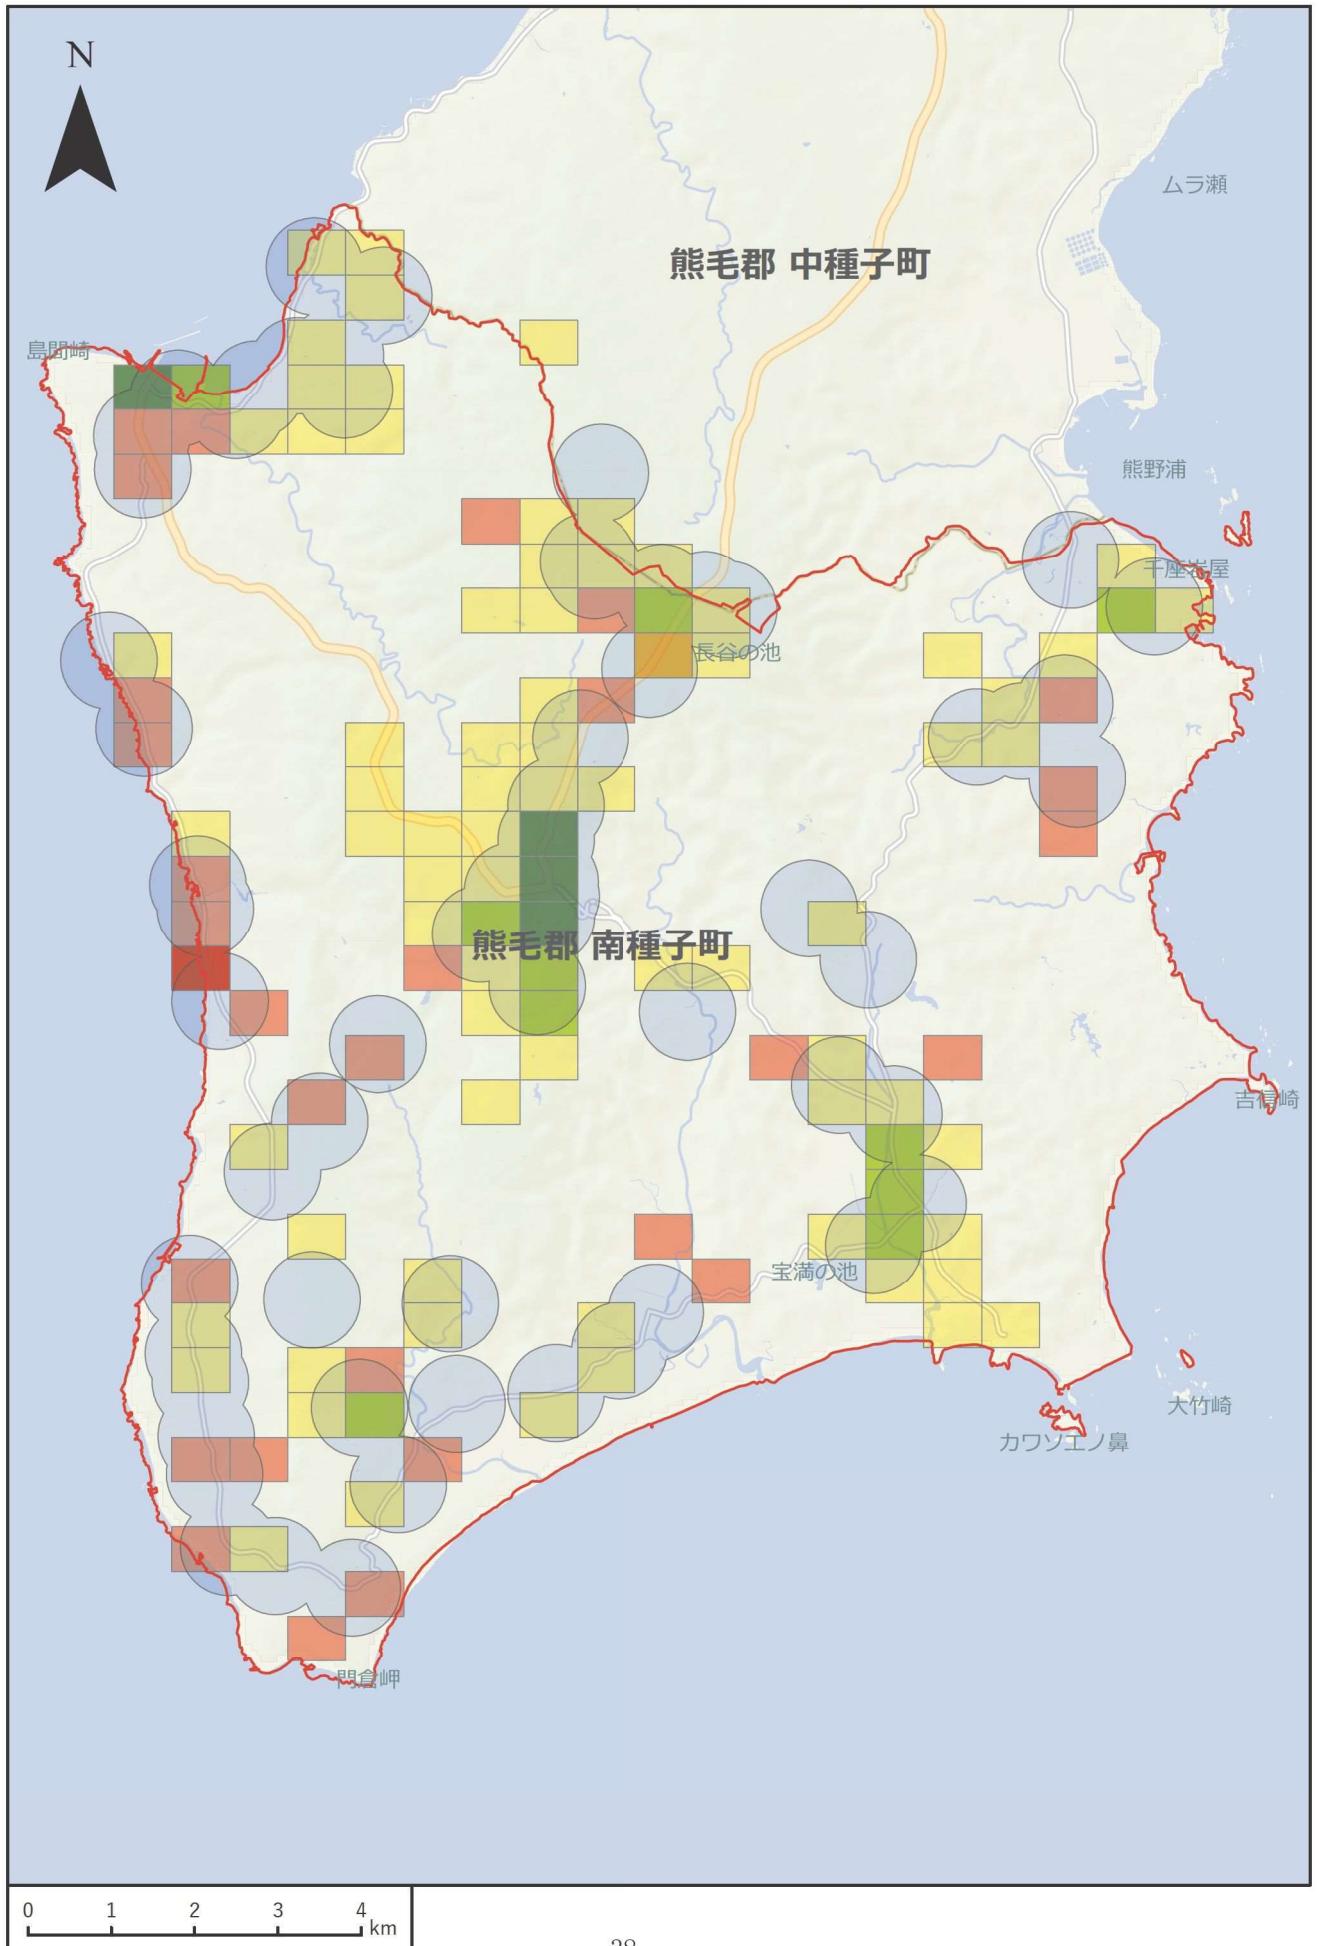 N
ムラ瀬
熊毛郡 中種子町
島間崎
熊野浦
千座岩屋
長谷の池
熊毛郡 南種子町
吉信崎
宝満の池
大竹崎
カワソエノ鼻
門倉岬
0 1 2 3 4 km